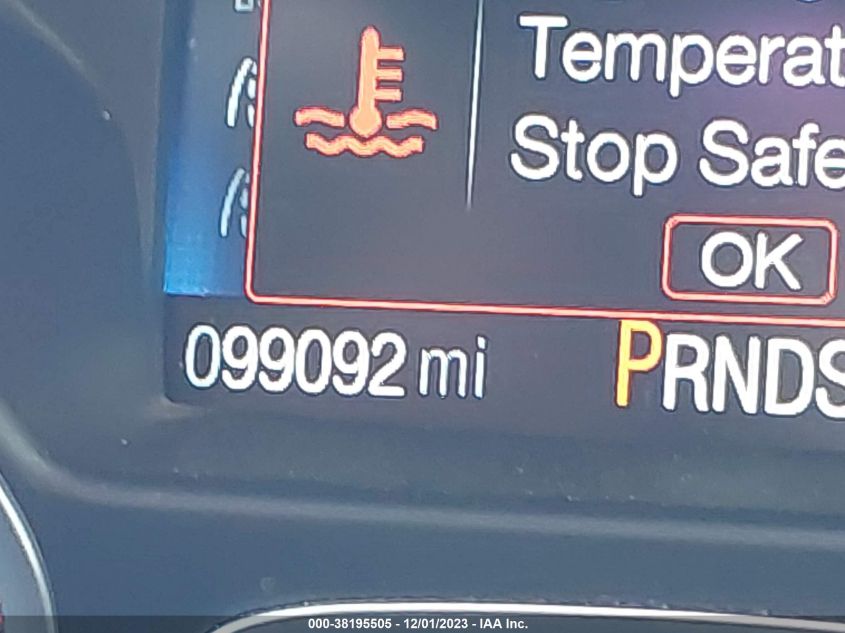 Temperat
Stop Safe
OK
099092 mi
PRNDS
000-38195505 - 12/01/2023 - IAA Inc.